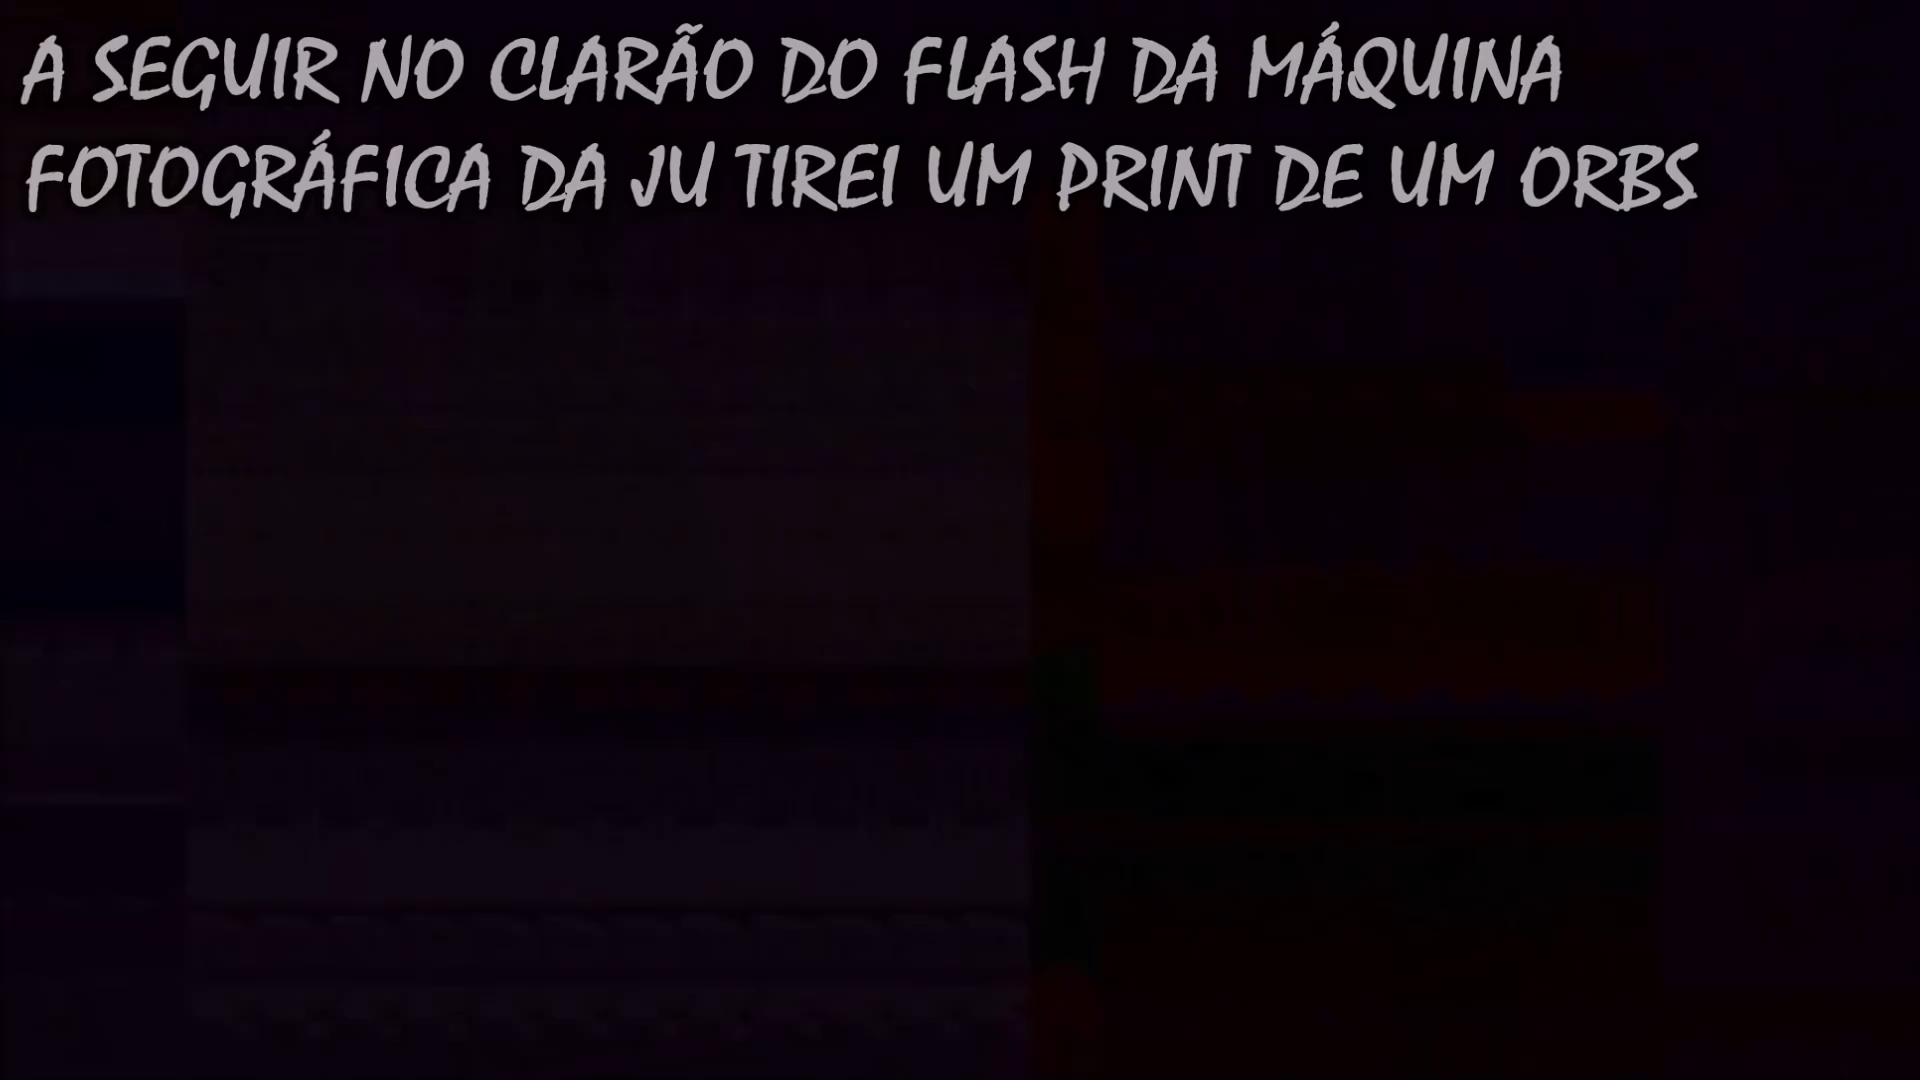 A SEGUIR NO CLARÃO DO FLASH DA MÁQUINA
FOTOGRÁFICA DA JU TIREI UM PRINT DE UM ORBS